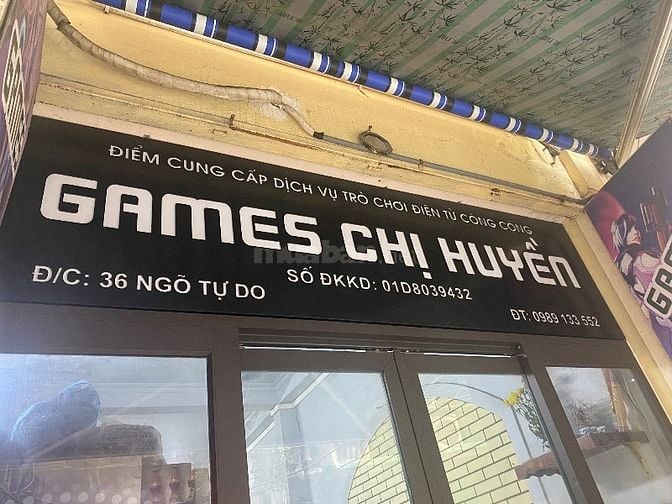 ĐIỂM CUNG CẤP DỊCH VỤ TRÒ CHƠI ĐIỆN TỬ CÔNG CỘNG
GAMES CHỊ HUYỀN
Đ/C: 36 NGÕ TỰ DO
SỐ ĐKKD: 01D8039432
ĐT: 0989 133 552